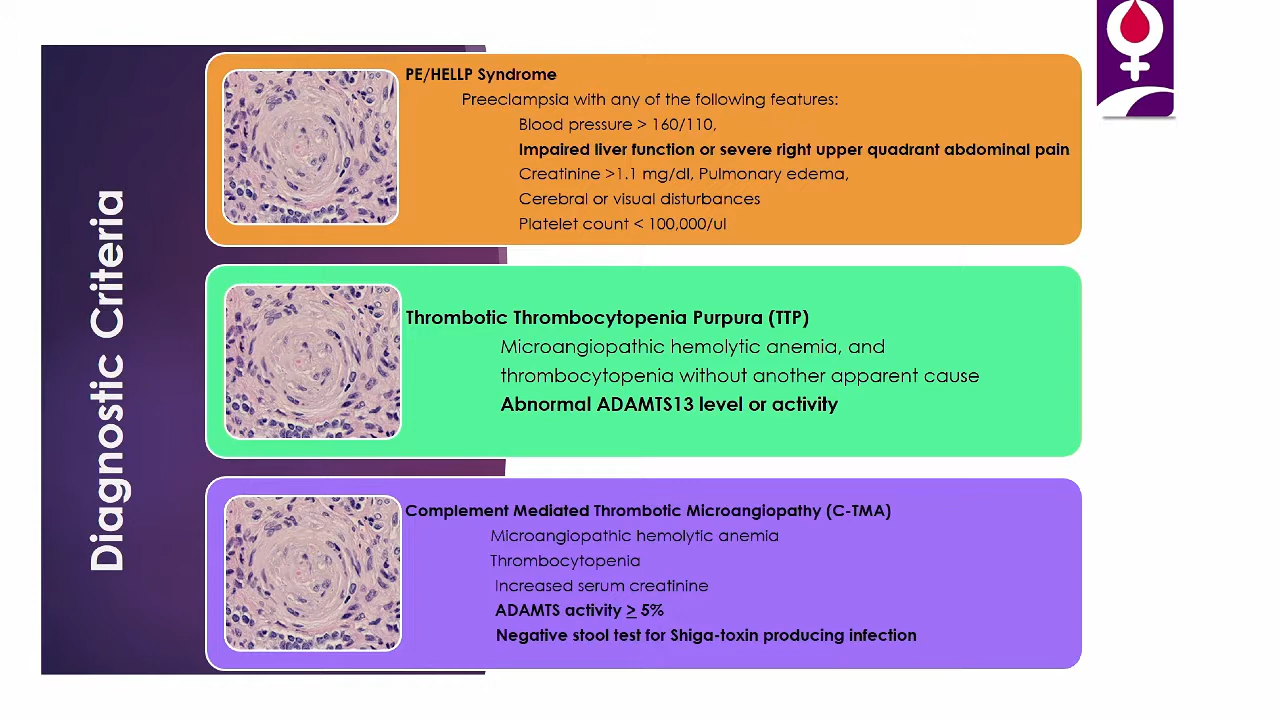 Diagnostic Criteria
PE/HELLP Syndrome
Preeclampsia with any of the following features:
Blood pressure > 160/110,
Impaired liver function or severe right upper quadrant abdominal pain
Creatinine >1.1 mg/dl, Pulmonary edema,
Cerebral or visual disturbances
Platelet count < 100,000/ul
Thrombotic Thrombocytopenia Purpura (TTP)
Microangiopathic hemolytic anemia, and
thrombocytopenia without another apparent cause
Abnormal ADAMTS13 level or activity
Complement Mediated Thrombotic Microangiopathy (C-TMA)
Microangiopathic hemolytic anemia
Thrombocytopenia
Increased serum creatinine
ADAMTS activity ≥ 5%
Negative stool test for Shiga-toxin producing infection